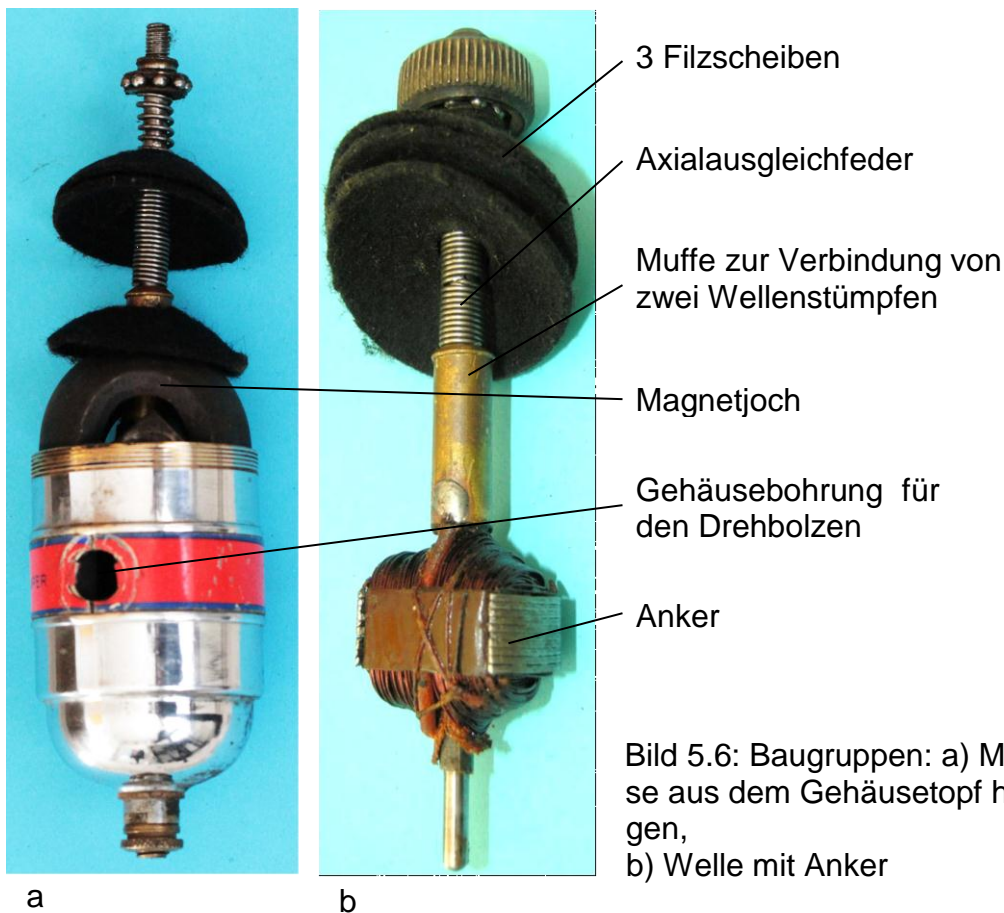 3 Filzscheiben
Axialausgleichfeder
Muffe zur Verbindung von
zwei Wellenstümpfen
Magnetjoch
Gehäusebohrung für
den Drehbolzen
Anker
Bild 5.6: Baugruppen: a)
se aus dem Gehäusetopf
gen,
b) Welle mit Anker
a
b